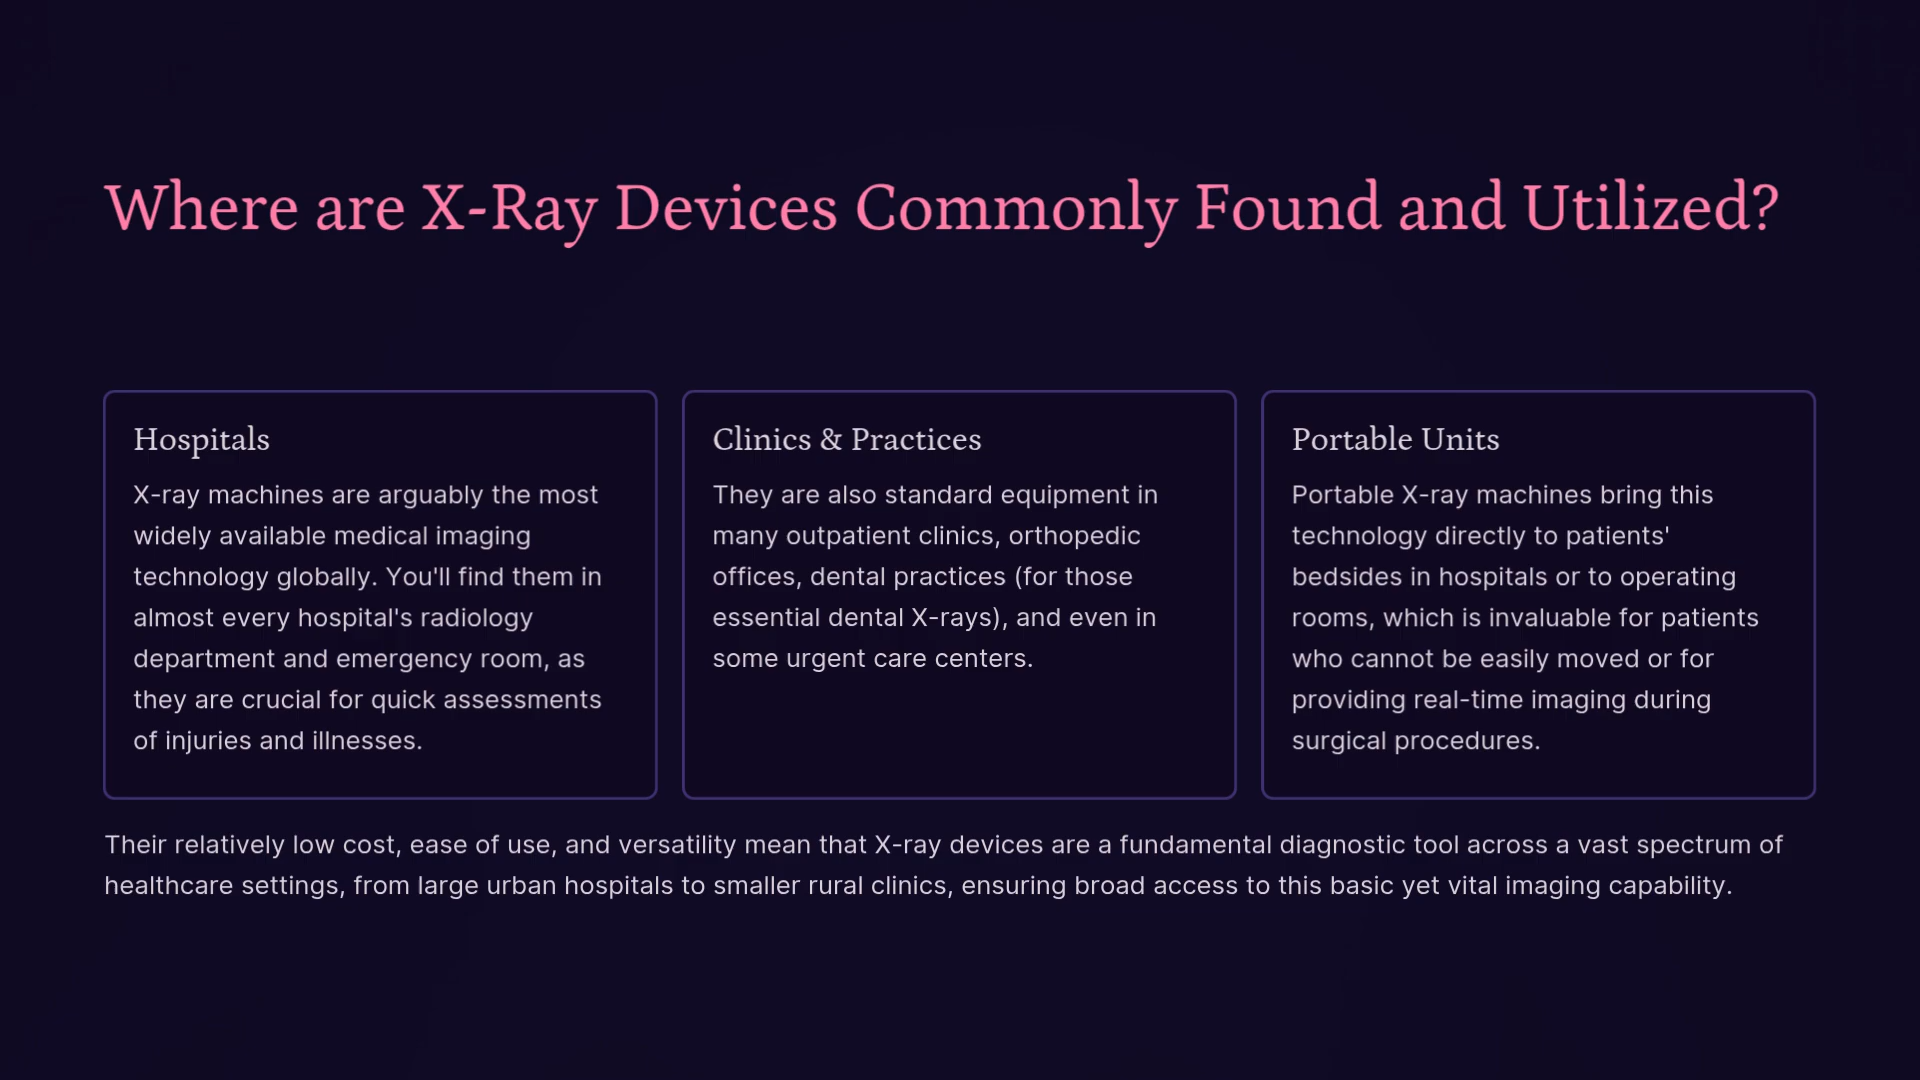 Where are X-Ray Devices Commonly Found and Utilized?
Hospitals
X-ray machines are arguably the most
widely available medical imaging
technology globally. You'll find them in
almost every hospital's radiology
department and emergency room, as
they are crucial for quick assessments
of injuries and illnesses.
Clinics & Practices
They are also standard equipment in
many outpatient clinics, orthopedic
offices, dental practices (for those
essential dental X-rays), and even in
some urgent care centers.
Portable Units
Portable X-ray machines bring this
technology directly to patients'
bedsides in hospitals or to operating
rooms, which is invaluable for patients
who cannot be easily moved or for
providing real-time imaging during
surgical procedures.
Their relatively low cost, ease of use, and versatility mean that X-ray devices are a fundamental diagnostic tool across a vast spectrum of
healthcare settings, from large urban hospitals to smaller rural clinics, ensuring broad access to this basic yet vital imaging capability.